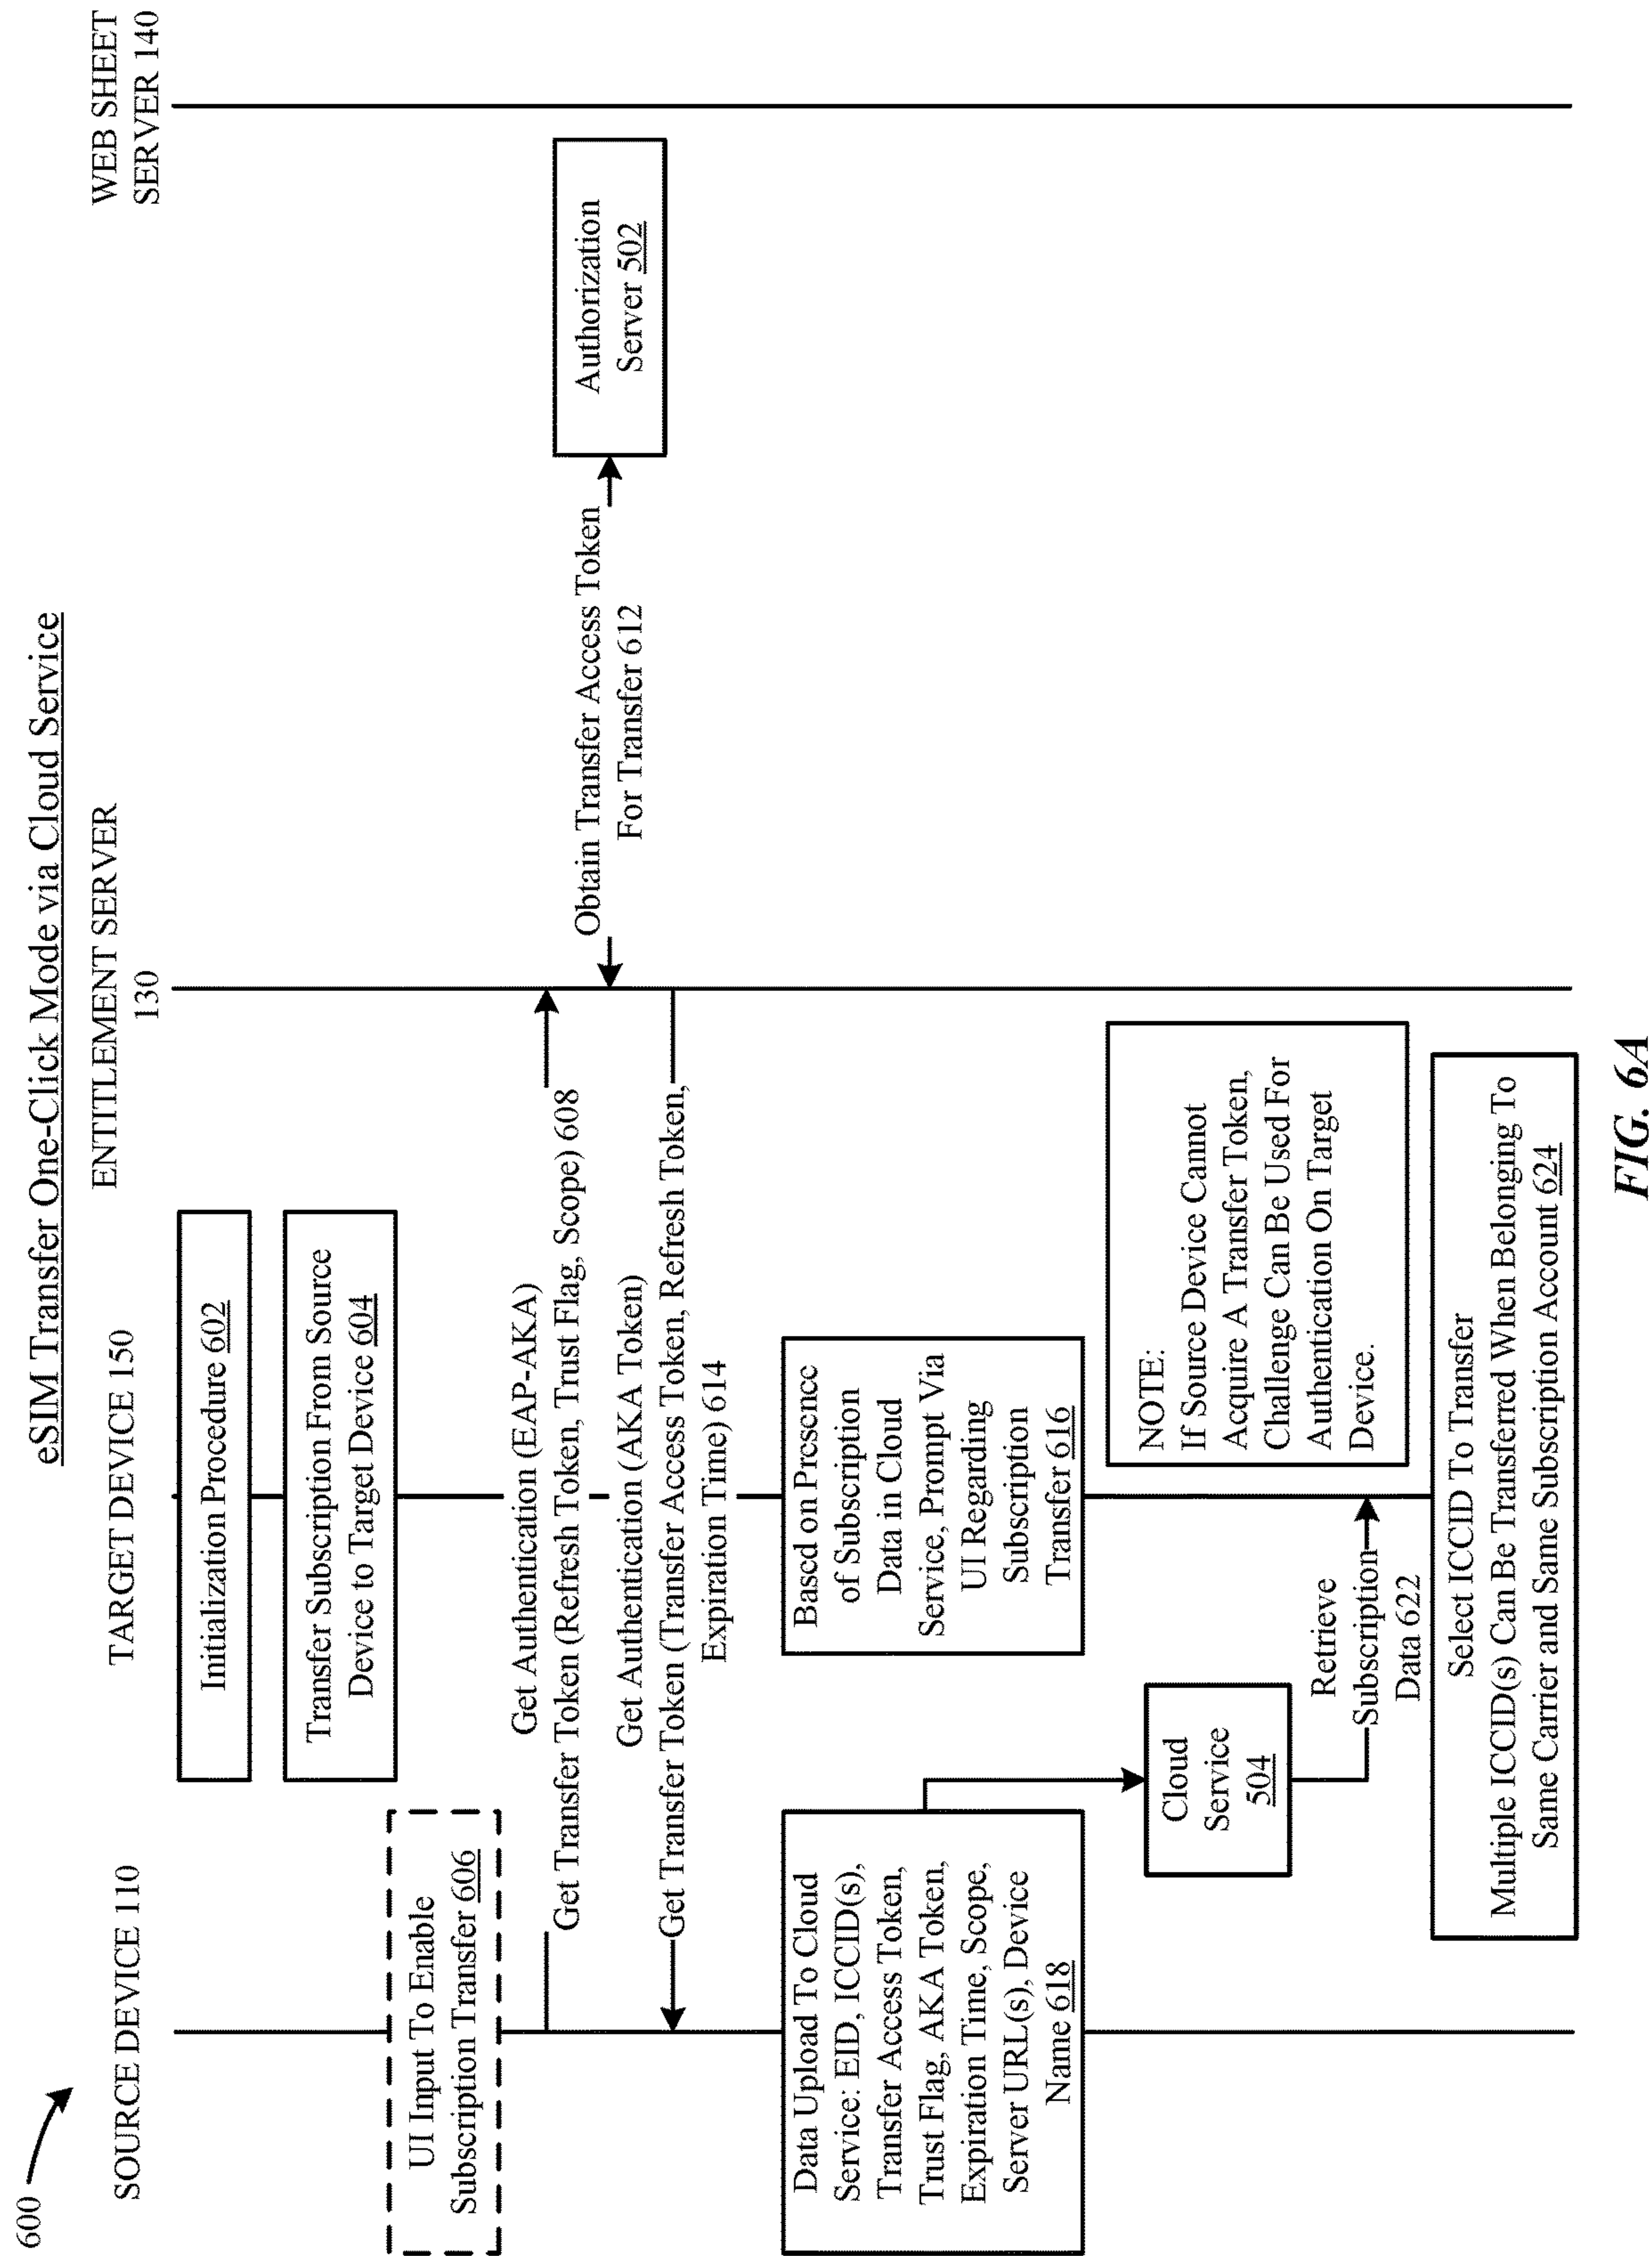 600
eSIM Transfer One-Click Mode via Cloud Service
SOURCE DEVICE 110
TARGET DEVICE 150
ENTITLEMENT SERVER
130
WEB SHEET
SERVER 140
Initialization Procedure 602
Transfer Subscription From Source
Device to Target Device 604
UI Input To Enable
Subscription Transfer 606
Get Authentication (EAP-AKA)
Get Transfer Token (Refresh Token, Trust Flag, Scope) 608
Obtain Transfer Access Token
For Transfer 612
Authorization
Server 502
Get Authentication (AKA Token)
Get Transfer Token (Transfer Access Token, Refresh Token,
Expiration Time) 614
Based on Presence
of Subscription
Data in Cloud
Service, Prompt Via
UI Regarding
Subscription
Transfer 616
Data Upload To Cloud
Service: EID, ICCID(s),
Transfer Access Token,
Trust Flag, AKA Token,
Expiration Time, Scope,
Server URL(s), Device
Name 618
Cloud
Service
504
Retrieve
Subscription
Data 622
NOTE:
If Source Device Cannot
Acquire A Transfer Token,
Challenge Can Be Used For
Authentication On Target
Device.
Select ICCID To Transfer
Multiple ICCID(s) Can Be Transferred When Belonging To
Same Carrier and Same Subscription Account 624
FIG. 6A